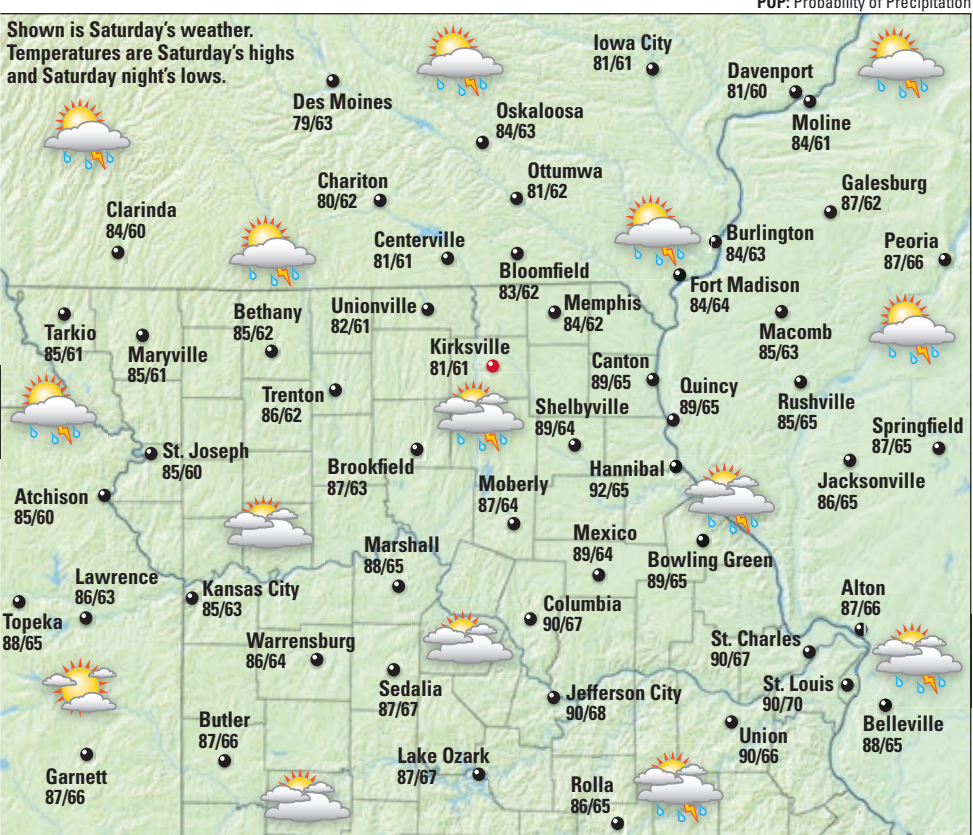 POP: Probability of Precipitation
Shown is Saturday's weather.
Temperatures are Saturday's highs
and Saturday night's lows.
Iowa City
81/61
Davenport
81/60
Des Moines
79/63
Oskaloosa
84/63
Moline
84/61
Chariton
80/62
Ottumwa
81/62
Galesburg
87/62
Clarinda
84/60
Centerville
81/61
Bloomfield
83/62
Burlington
84/63
Peoria
87/66
Fort Madison
84/64
Tarkio
85/61
Maryville
85/61
Bethany
85/62
Unionville
82/61
Memphis
84/62
Macomb
85/63
Kirksville
81/61
Canton
89/65
Quincy
89/65
Trenton
86/62
Shelbyville
89/64
Rushville
85/65
Springfield
87/65
St. Joseph
85/60
Brookfield
87/63
Hannibal
92/65
Jacksonville
86/65
Atchison
85/60
Moberly
87/64
Mexico
89/64
Bowling Green
89/65
Marshall
88/65
Lawrence
86/63
Kansas City
85/63
Topeka
88/65
Columbia
90/67
Alton
87/66
Warrensburg
86/64
St. Charles
90/67
Sedalia
87/67
Jefferson City
90/68
St. Louis
90/70
Belleville
88/65
Butler
87/66
Union
90/66
Garnett
87/66
Lake Ozark
87/67
Rolla
86/65